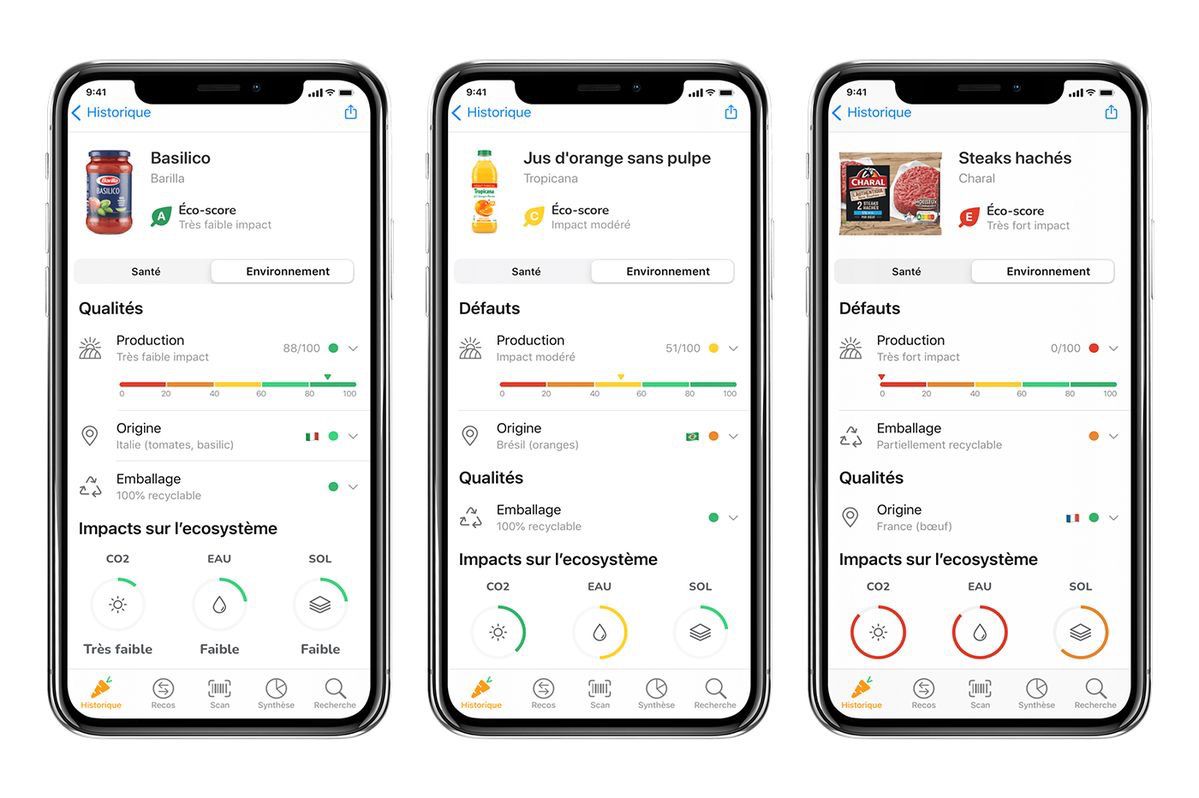 9:41
Historique
Basilico
Barilla
Barilla
BASILICO
A
Éco-score
Très faible impact
Santé
Environnement
Qualités
Production
88/100
Très faible impact
0 20 40 60 80 100
Origine
Italie (tomates, basilic)
Emballage
100% recyclable
Impacts sur l’ecosystème
CO2 EAU SOL
Très faible Faible Faible
Historique Recos Scan Synthèse Recherche
9:41
Historique
Jus d'orange sans pulpe
Tropicana
Tropicana
C
Éco-score
Impact modéré
Santé
Environnement
Défauts
Production
51/100
Impact modéré
0 20 40 60 80 100
Origine
Brésil (oranges)
Qualités
Emballage
100% recyclable
Impacts sur l’ecosystème
CO2 EAU SOL
Historique Recos Scan Synthèse Recherche
9:41
Historique
Steaks hachés
Charal
CHARAL
2 STEAKS
HACHÉS
E
Éco-score
Très fort impact
Santé
Environnement
Défauts
Production
0/100
Très fort impact
0 20 40 60 80 100
Emballage
Partiellement recyclable
Qualités
Origine
France (bœuf)
Impacts sur l’ecosystème
CO2 EAU SOL
Historique Recos Scan Synthèse Recherche